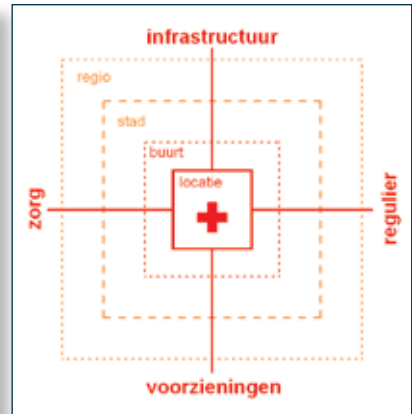 infrastructuur
regio
stad
buurt
locatie
zorg
regulier
voorzieningen